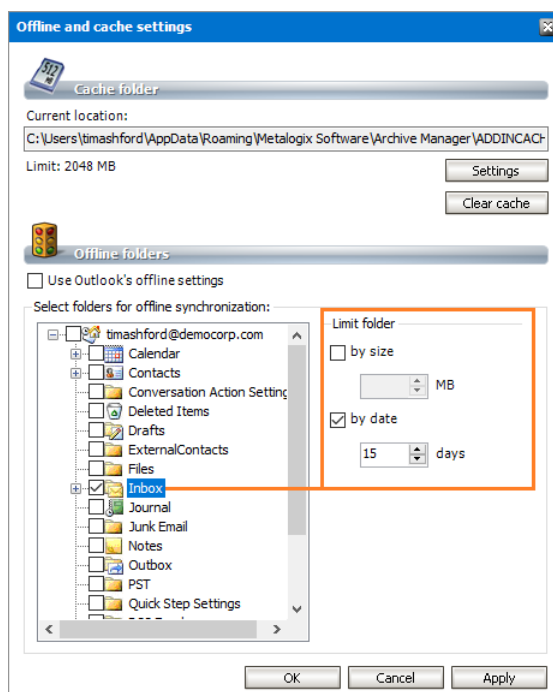 Offline and cache settings
512
Cache folder
Current location:
C:\Users\timashford\AppData\Roaming\Metalogix Software\Archive Manager\ADDINCACH
Limit: 2048 MB
Settings
Clear cache
Offline folders
Use Outlook's offline settings
Select folders for offline synchronization:
timashford@democorp.com
Calendar
Contacts
Conversation Action Setting
Deleted Items
Drafts
ExternalContacts
Files
Inbox
Journal
Junk Email
Notes
Outbox
PST
Quick Step Settings
Limit folder
by size
MB
by date
15 days
OK Cancel Apply